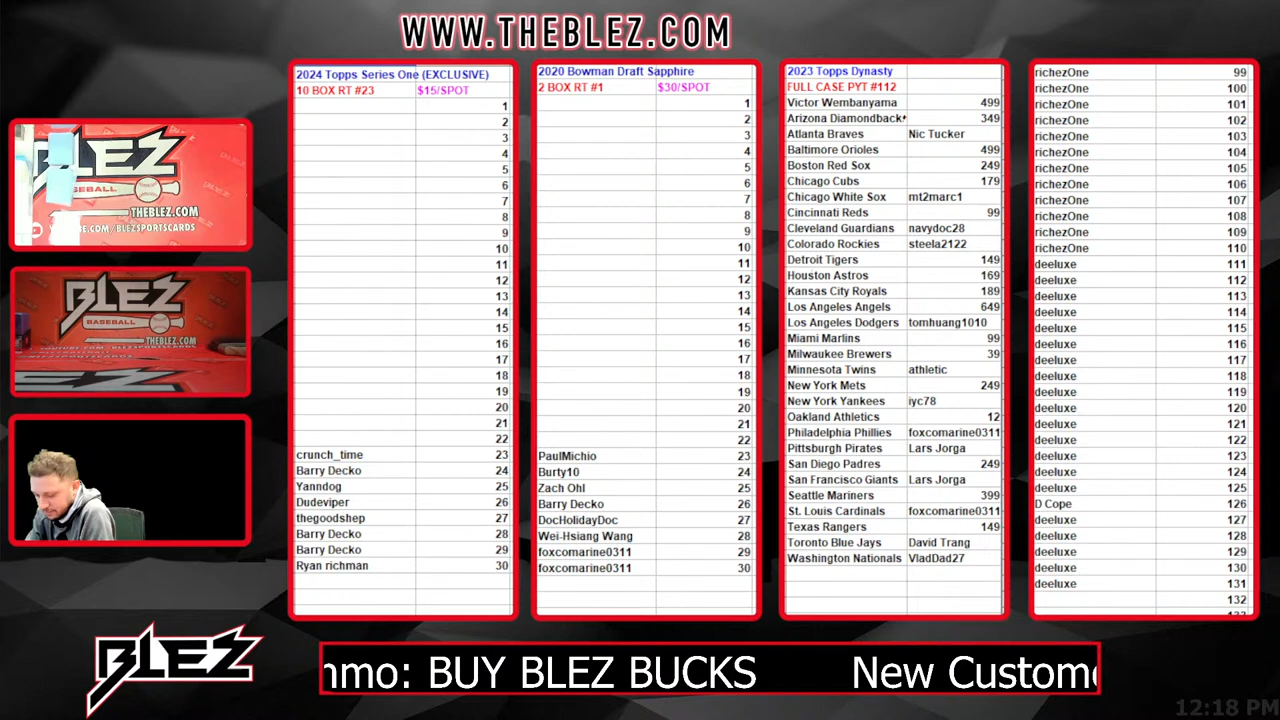 WWW.THEBLEZ.COM
BLEZ
BASEBALL
THEBLEZ.COM
BLEZ
BASEBALL
THEBLEZ.COM
2024 Topps Series One (EXCLUSIVE)
10 BOX RT #23 $15/SPOT
1
2
3
4
5
6
7
8
9
10
11
12
13
14
15
16
17
18
19
20
21
22
crunch_time 23
Barry Decko 24
Yanndog 25
Dudeviper 26
thegoodshep 27
Barry Decko 28
Barry Decko 29
Ryan richman 30
2020 Bowman Draft Sapphire
2 BOX RT #1 $30/SPOT
1
2
3
4
5
6
7
8
9
10
11
12
13
14
15
16
17
18
19
20
21
22
PaulMichio 23
Burty10 24
Zach Ohl 25
Barry Decko 26
DocHolidayDoc 27
Wei-Hsiang Wang 28
foxcomarine0311 29
foxcomarine0311 30
2023 Topps Dynasty
FULL CASE PYT #112
Victor Wembanyama 499
Arizona Diamondback 349
Atlanta Braves Nic Tucker
Baltimore Orioles 499
Boston Red Sox 249
Chicago Cubs 179
Chicago White Sox mt2marc1
Cincinnati Reds 99
Cleveland Guardians navydoc28
Colorado Rockies steela2122
Detroit Tigers 149
Houston Astros 169
Kansas City Royals 189
Los Angeles Angels 649
Los Angeles Dodgers tomhuang1010
Miami Marlins 99
Milwaukee Brewers 39
Minnesota Twins athletic
New York Mets 249
New York Yankees iyc78
Oakland Athletics 12
Philadelphia Phillies foxcomarine0311
Pittsburgh Pirates Lars Jorga
San Diego Padres 249
San Francisco Giants Lars Jorga
Seattle Mariners 399
St. Louis Cardinals foxcomarine0311
Texas Rangers 149
Toronto Blue Jays David Trang
Washington Nationals VladDad27
richezOne 99
richezOne 100
richezOne 101
richezOne 102
richezOne 103
richezOne 104
richezOne 105
richezOne 106
richezOne 107
richezOne 108
richezOne 109
richezOne 110
deeluxe 111
deeluxe 112
deeluxe 113
deeluxe 114
deeluxe 115
deeluxe 116
deeluxe 117
deeluxe 118
deeluxe 119
deeluxe 120
deeluxe 121
deeluxe 122
deeluxe 123
deeluxe 124
deeluxe 125
D Cope 126
deeluxe 127
deeluxe 128
deeluxe 129
deeluxe 130
deeluxe 131
132
BLEZ
mmo: BUY BLEZ BUCKS New Custome
12:18 PM